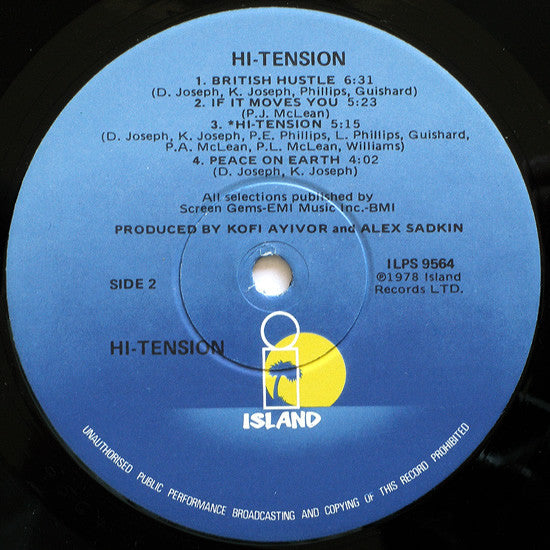 HI-TENSION
1. BRITISH HUSTLE 6:31
(D. Joseph, K. Joseph, Phillips, Guishard)
2. IF IT MOVES YOU 5:23
(P.J. McLean)
3. *HI-TENSION 5:15
(D. Joseph, K. Joseph, P.E. Phillips, L. Phillips, Guishard,
P.A. McLean, P.L. McLean, Williams)
4. PEACE ON EARTH 4:02
(D. Joseph, K. Joseph)
All selections published by
Screen Gems-EMI Music Inc.-BMI
PRODUCED BY KOFI AYIVOR and ALEX SADKIN
SIDE 2
ILPS 9564
℗1978 Island
Records LTD.
HI-TENSION
ISLAND
UNAUTHORISED PUBLIC PERFORMANCE BROADCASTING AND COPYING OF THIS RECORD PROHIBITED